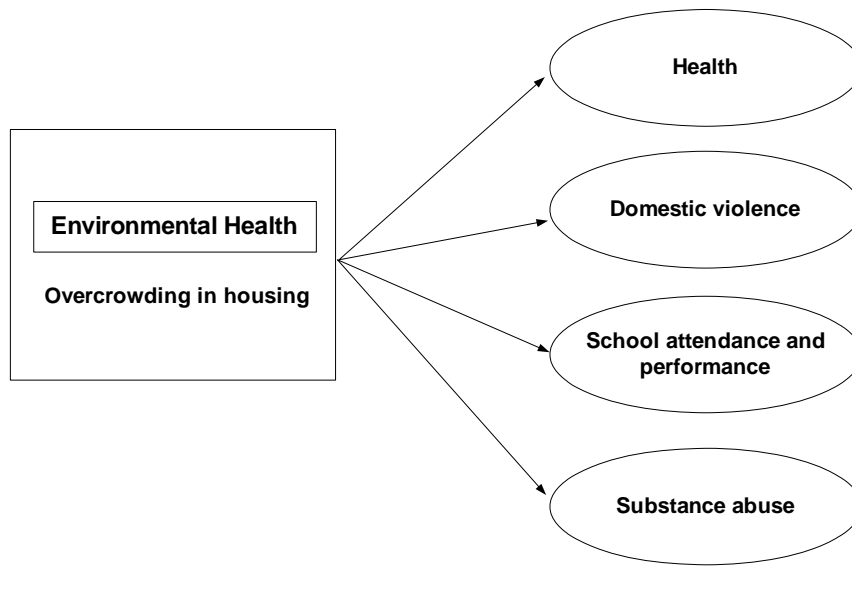 Environmental Health
Overcrowding in housing
Health
Domestic violence
School attendance and
performance
Substance abuse